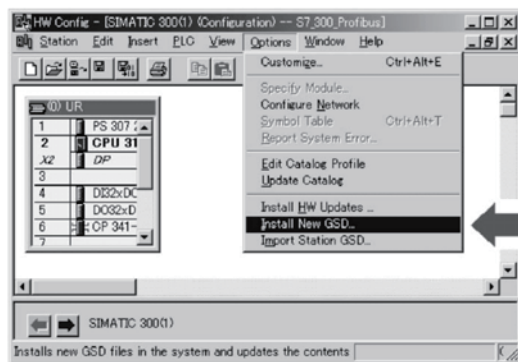 HW Config - [SIMATIC 300(1) (Configuration) -- S7_300_Profibus]
Station Edit Insert PLC View Options Window Help
Customize... Ctrl+Alt+E
Specify Module...
Configure Network
Symbol Table Ctrl+Alt+T
Report System Error...
Edit Catalog Profile
Update Catalog
Install HW Updates ...
Install New GSD...
Import Station GSD...
(0) UR
1 PS 307
2 CPU 31
X2 DP
3
4 DI32xDC
5 DO32xD
6 CP 341-
7
SIMATIC 300(1)
Installs new GSD files in the system and updates the contents